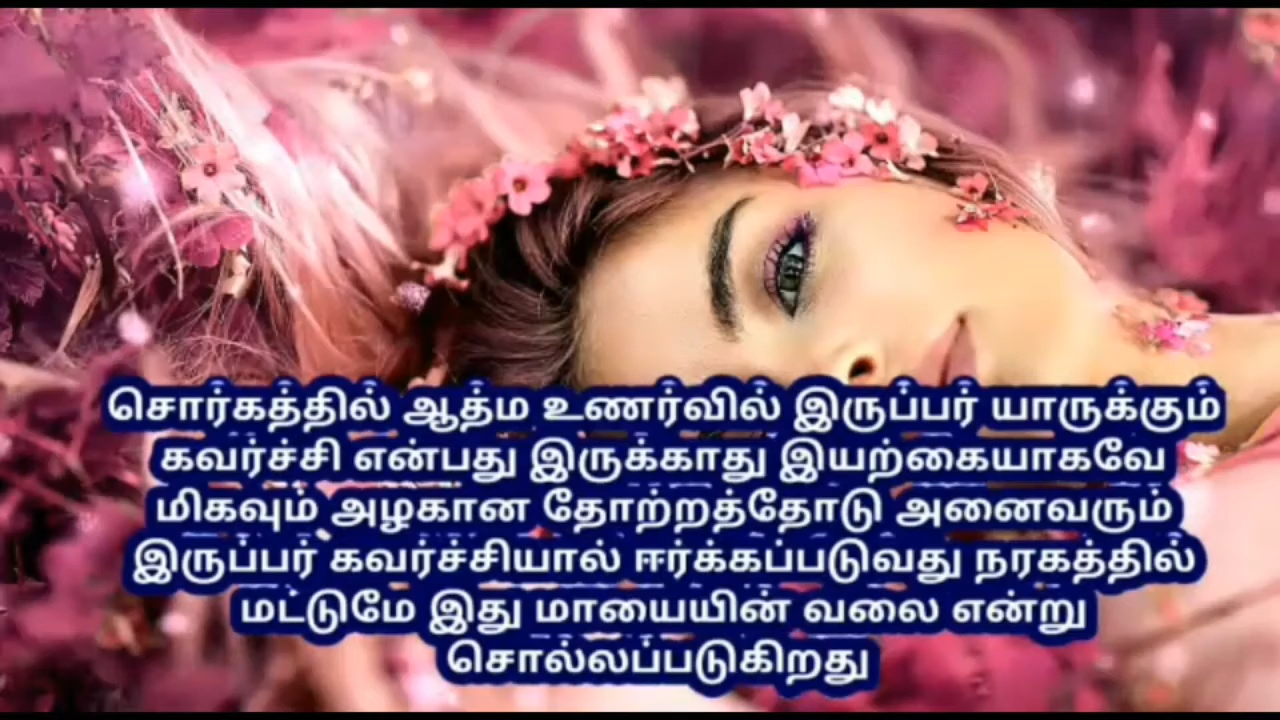 சொர்கத்தில் ஆத்ம உணர்வில் இருப்பர் யாருக்கும்
கவர்ச்சி என்பது இருக்காது இயற்கையாகவே
மிகவும் அழகான தோற்றத்தோடு அனைவரும்
இருப்பர் கவர்ச்சியால் ஈர்க்கப்படுவது நரகத்தில்
மட்டுமே இது மாயையின் வலை என்று
சொல்லப்படுகிறது